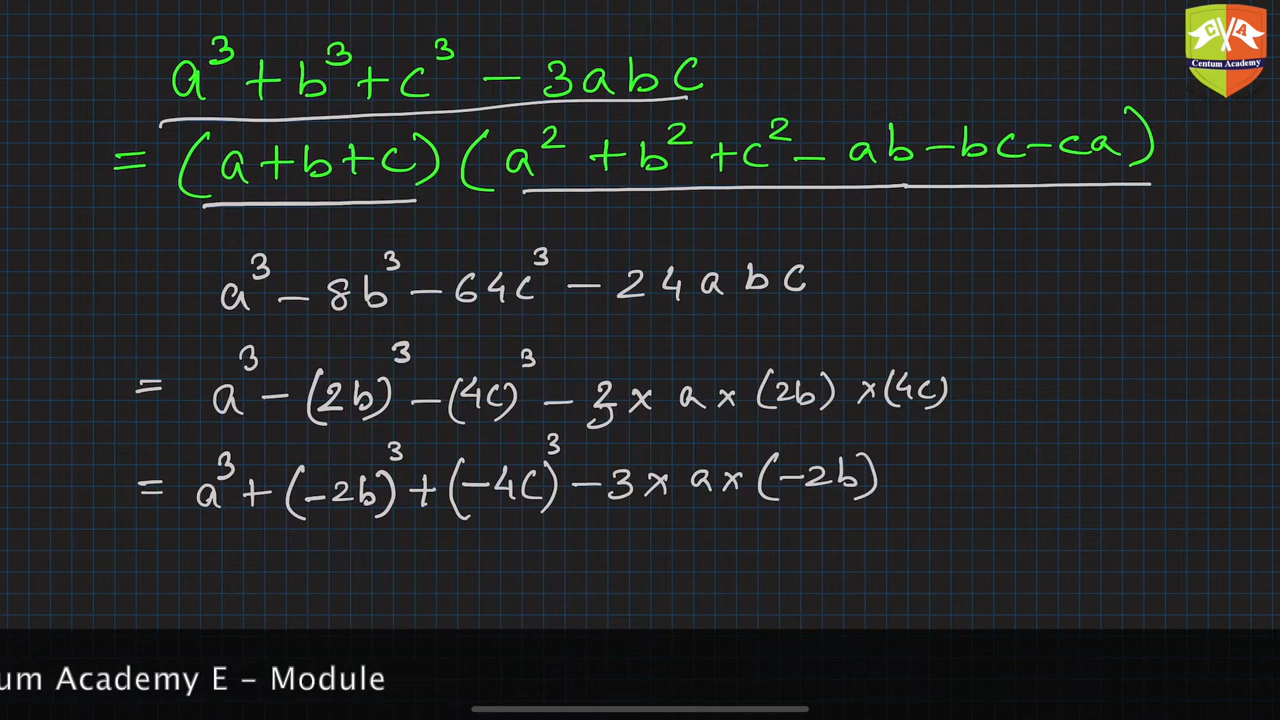 C A
Centum Academy
a³ + b³ + c³ - 3abc
= (a+b+c) (a² + b² + c² - ab - bc - ca)
a³ - 8b³ - 64c³ - 24abc
= a³ - (2b)³ - (4c)³ - 3 × a × (2b) × (4c)
= a³ + (-2b)³ + (-4c)³ - 3 × a × (-2b)
um Academy E - Module